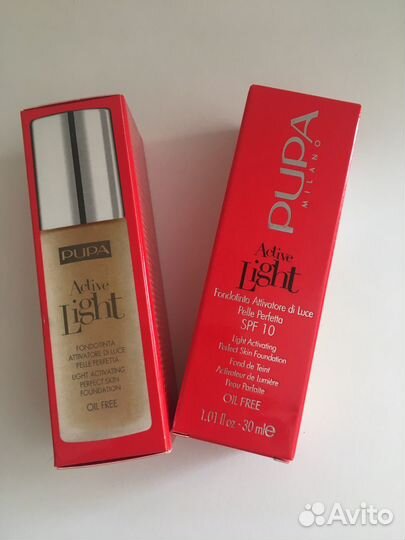 PUPA
Active
Light
FONDOTINTA
ATTIVATORE DI LUCE
PELLE PERFETTA
LIGHT ACTIVATING
PERFECT SKIN
FOUNDATION
OIL FREE
PUPA
MILANO
Active
Light
Fondotinta Attivatore di Luce
Pelle Perfetta
SPF 10
Light Activating
Perfect Skin Foundation
Fond de Teint
Activateur de Lumière
Peau Parfaite
OIL FREE
1.01 fl oz - 30 ml e
Avito